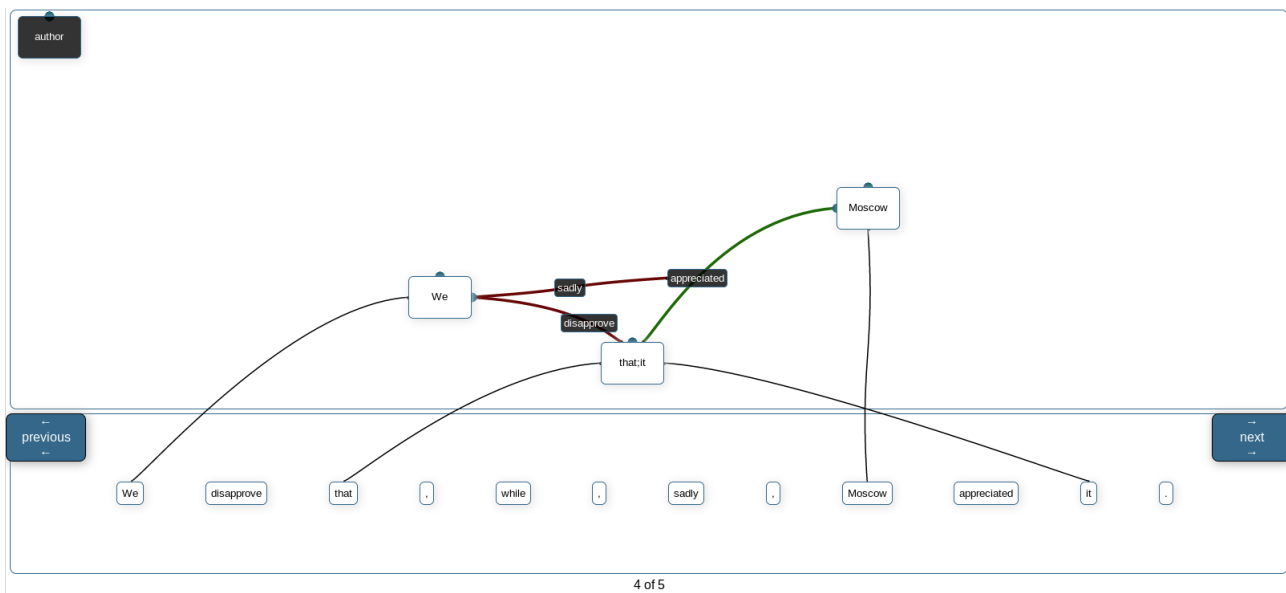 author
Moscow
appreciated
sadly
We
disapprove
that;it
←
previous
←
→
next
→
We disapprove that , while , sadly , Moscow appreciated it .
4 of 5